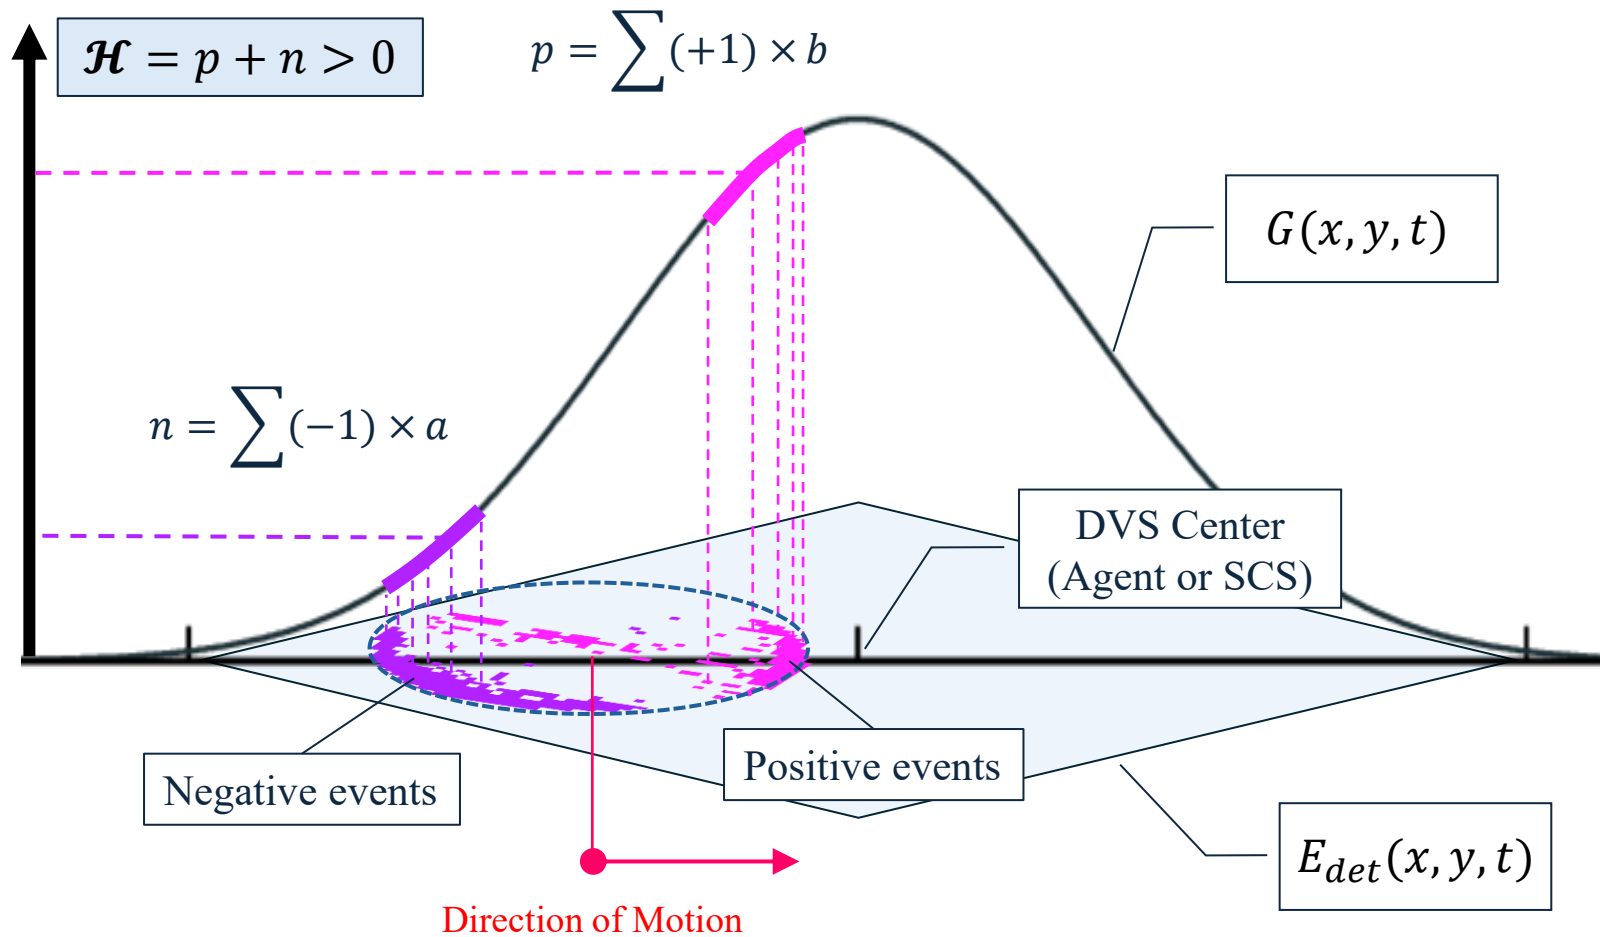 𝓗 = p + n > 0
p = ∑(+1) × b
G(x, y, t)
n = ∑(−1) × a
DVS Center
(Agent or SCS)
Positive events
Negative events
E_det(x, y, t)
Direction of Motion